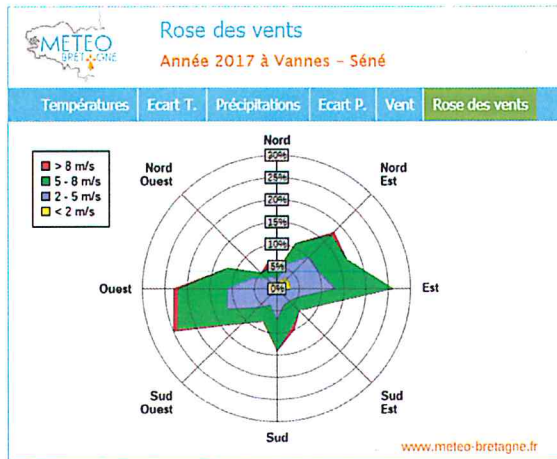 METEO
BRETAGNE
Rose des vents
Année 2017 à Vannes - Séné
Températures
Ecart T.
Précipitations
Ecart P.
Vent
Rose des vents
> 8 m/s
5 - 8 m/s
2 - 5 m/s
< 2 m/s
Nord
30%
25%
20%
15%
10%
5%
0%
Nord
Est
Est
Sud
Est
Sud
Sud
Ouest
Ouest
Nord
Ouest
www.meteo-bretagne.fr